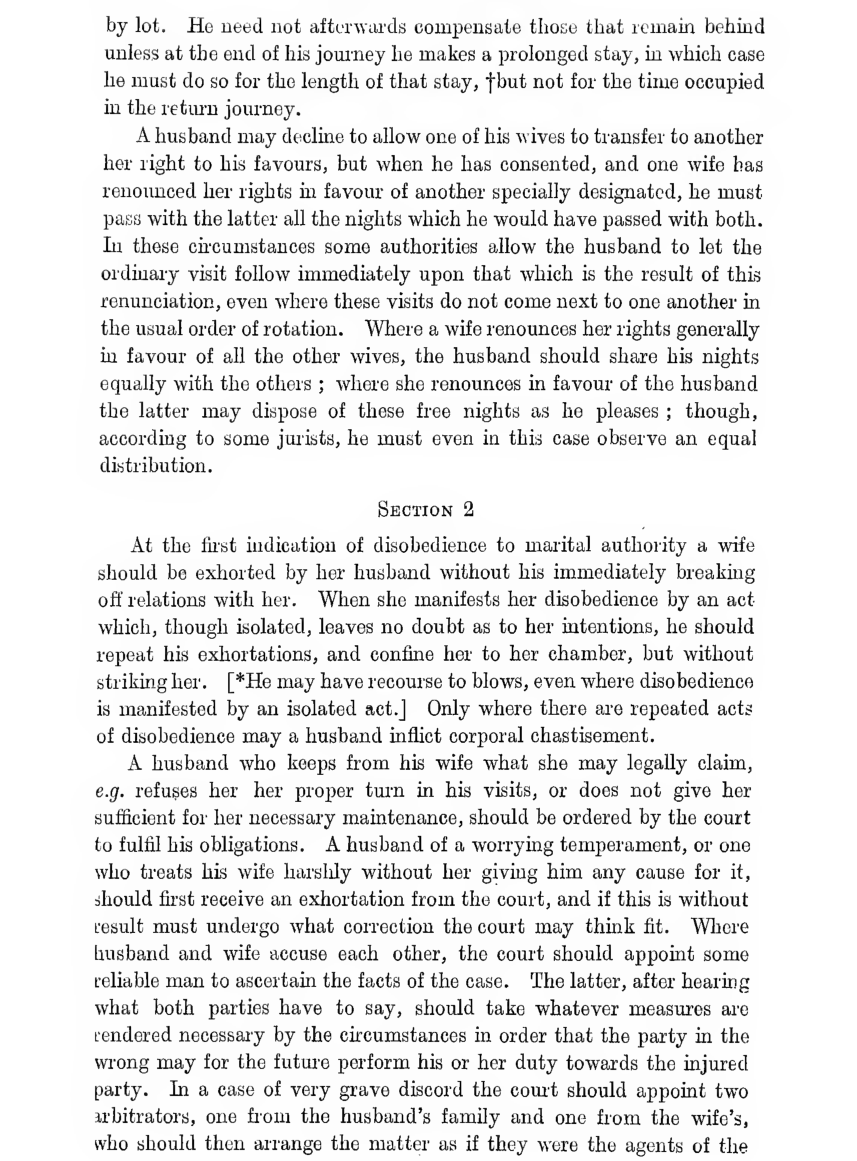 by lot. He need not afterwards compensate those that remain behind
unless at the end of his journey he makes a prolonged stay, in which case
he must do so for the length of that stay, †but not for the time occupied
in the return journey.
A husband may decline to allow one of his wives to transfer to another
her right to his favours, but when he has consented, and one wife has
renounced her rights in favour of another specially designated, he must
pass with the latter all the nights which he would have passed with both.
In these circumstances some authorities allow the husband to let the
ordinary visit follow immediately upon that which is the result of this
renunciation, even where these visits do not come next to one another in
the usual order of rotation. Where a wife renounces her rights generally
in favour of all the other wives, the husband should share his nights
equally with the others ; where she renounces in favour of the husband
the latter may dispose of these free nights as he pleases ; though,
according to some jurists, he must even in this case observe an equal
distribution.
SECTION 2
At the first indication of disobedience to marital authority a wife
should be exhorted by her husband without his immediately breaking
off relations with her. When she manifests her disobedience by an act
which, though isolated, leaves no doubt as to her intentions, he should
repeat his exhortations, and confine her to her chamber, but without
striking her. [*He may have recourse to blows, even where disobedience
is manifested by an isolated act.] Only where there are repeated acts
of disobedience may a husband inflict corporal chastisement.
A husband who keeps from his wife what she may legally claim,
e.g. refuses her her proper turn in his visits, or does not give her
sufficient for her necessary maintenance, should be ordered by the court
to fulfil his obligations. A husband of a worrying temperament, or one
who treats his wife harshly without her giving him any cause for it,
should first receive an exhortation from the court, and if this is without
result must undergo what correction the court may think fit. Where
husband and wife accuse each other, the court should appoint some
reliable man to ascertain the facts of the case. The latter, after hearing
what both parties have to say, should take whatever measures are
rendered necessary by the circumstances in order that the party in the
wrong may for the future perform his or her duty towards the injured
party. In a case of very grave discord the court should appoint two
arbitrators, one from the husband's family and one from the wife's,
who should then arrange the matter as if they were the agents of the